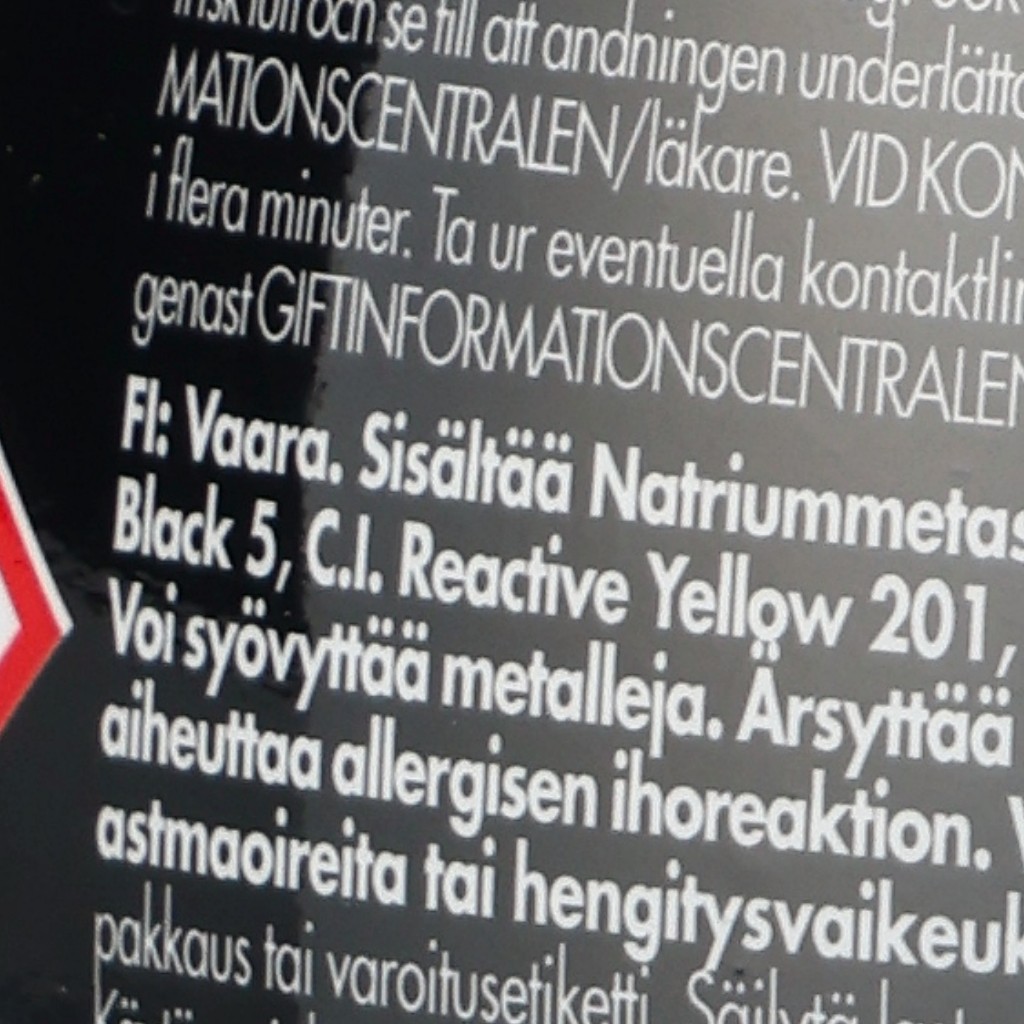 och se till att andningen underlätta
MATIONSCENTRALEN/läkare. VID KON
i flera minuter. Ta ur eventuella kontaktlin
genast GIFTINFORMATIONSCENTRALEN
FI: Vaara. Sisältää Natriummetas
Black 5, C.I. Reactive Yellow 201,
Voi syövyttää metalleja. Ärsyttää
aiheuttaa allergisen ihoreaktion. V
astmaoireita tai hengitysvaikeuk
pakkaus tai varoitusetiketti. Säilytä